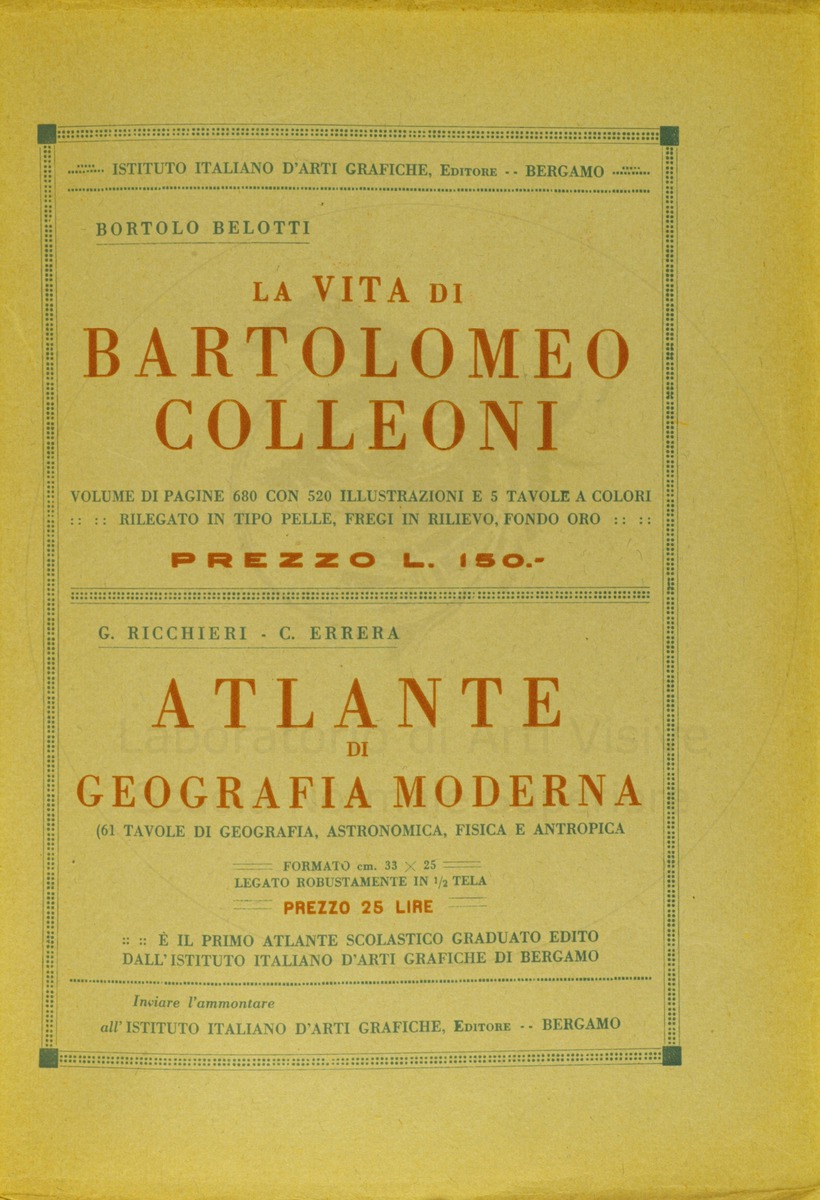 ISTITUTO ITALIANO D'ARTI GRAFICHE, EDITORE -- BERGAMO
BORTOLO BELOTTI
LA VITA DI
BARTOLOMEO
COLLEONI
VOLUME DI PAGINE 680 CON 520 ILLUSTRAZIONI E 5 TAVOLE A COLORI
:: :: RILEGATO IN TIPO PELLE, FREGI IN RILIEVO, FONDO ORO :: ::
PREZZO L. 150.-
G. RICCHIERI - C. ERRERA
ATLANTE
DI
GEOGRAFIA MODERNA
(61 TAVOLE DI GEOGRAFIA, ASTRONOMICA, FISICA E ANTROPICA
FORMATO cm. 33 × 25
LEGATO ROBUSTAMENTE IN 1/2 TELA
PREZZO 25 LIRE
:: :: È IL PRIMO ATLANTE SCOLASTICO GRADUATO EDITO
DALL'ISTITUTO ITALIANO D'ARTI GRAFICHE DI BERGAMO
Inviare l'ammontare
all'ISTITUTO ITALIANO D'ARTI GRAFICHE, EDITORE -- BERGAMO
Laboratorio di Arti Visive